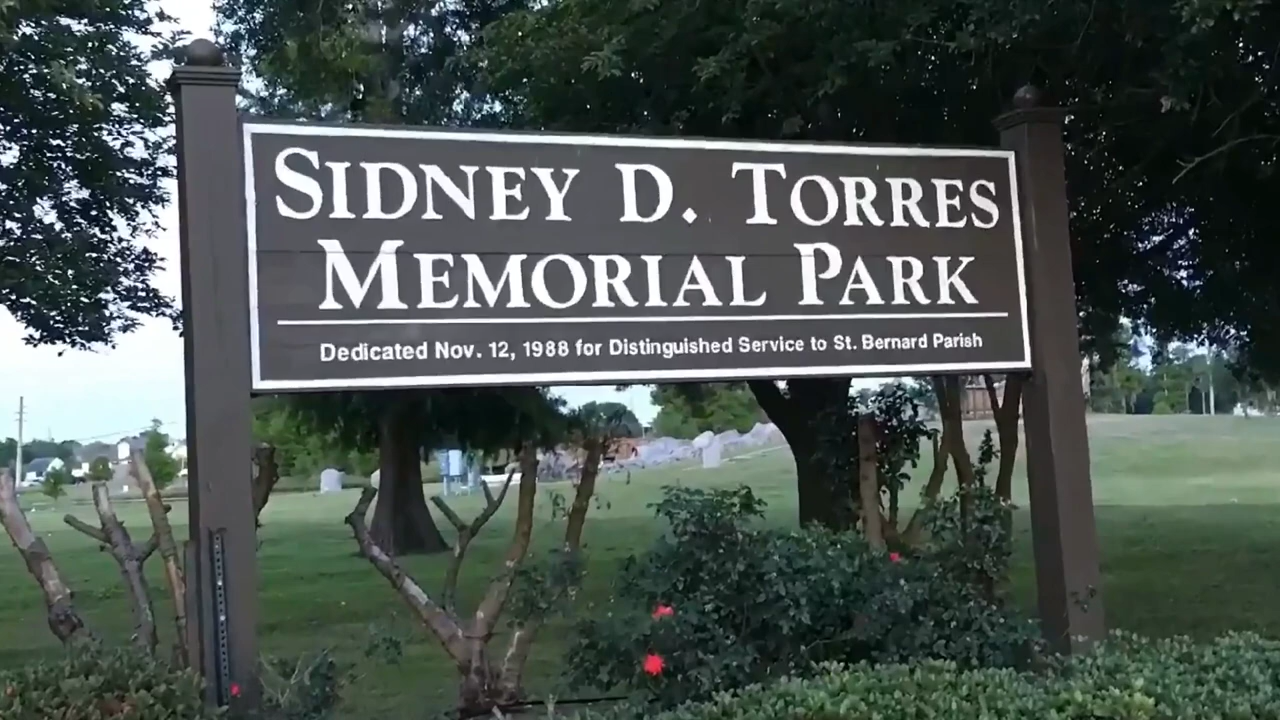 SIDNEY D. TORRES
MEMORIAL PARK
Dedicated Nov. 12, 1988 for Distinguished Service to St. Bernard Parish